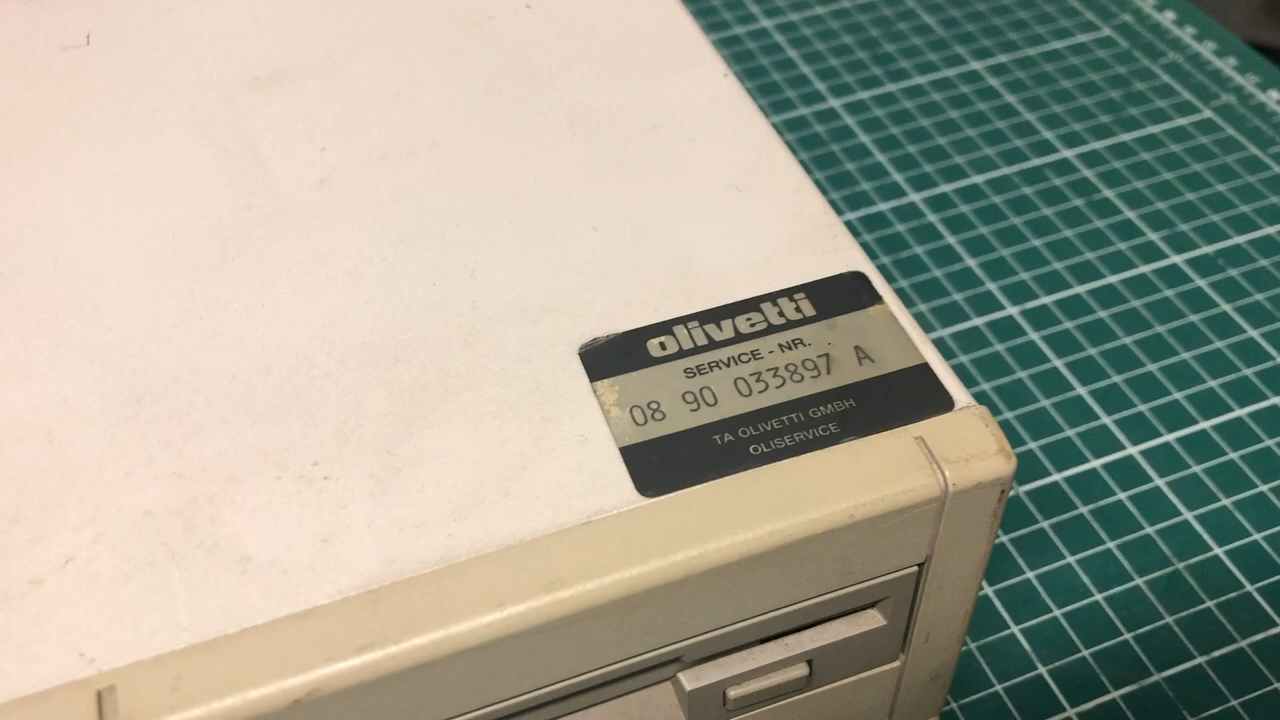 olivetti
SERVICE - NR.
08 90 033897 A
TA OLIVETTI GMBH
OLISERVICE